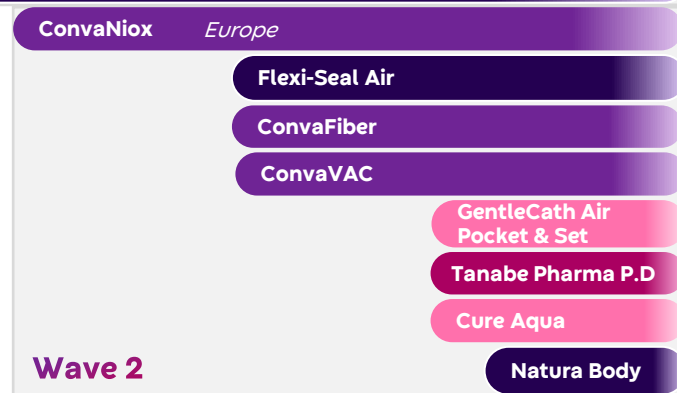 ConvaNiox Europe
Flexi-Seal Air
ConvaFiber
ConvaVAC
GentleCath Air
Pocket & Set
Tanabe Pharma P.D
Cure Aqua
Wave 2
Natura Body